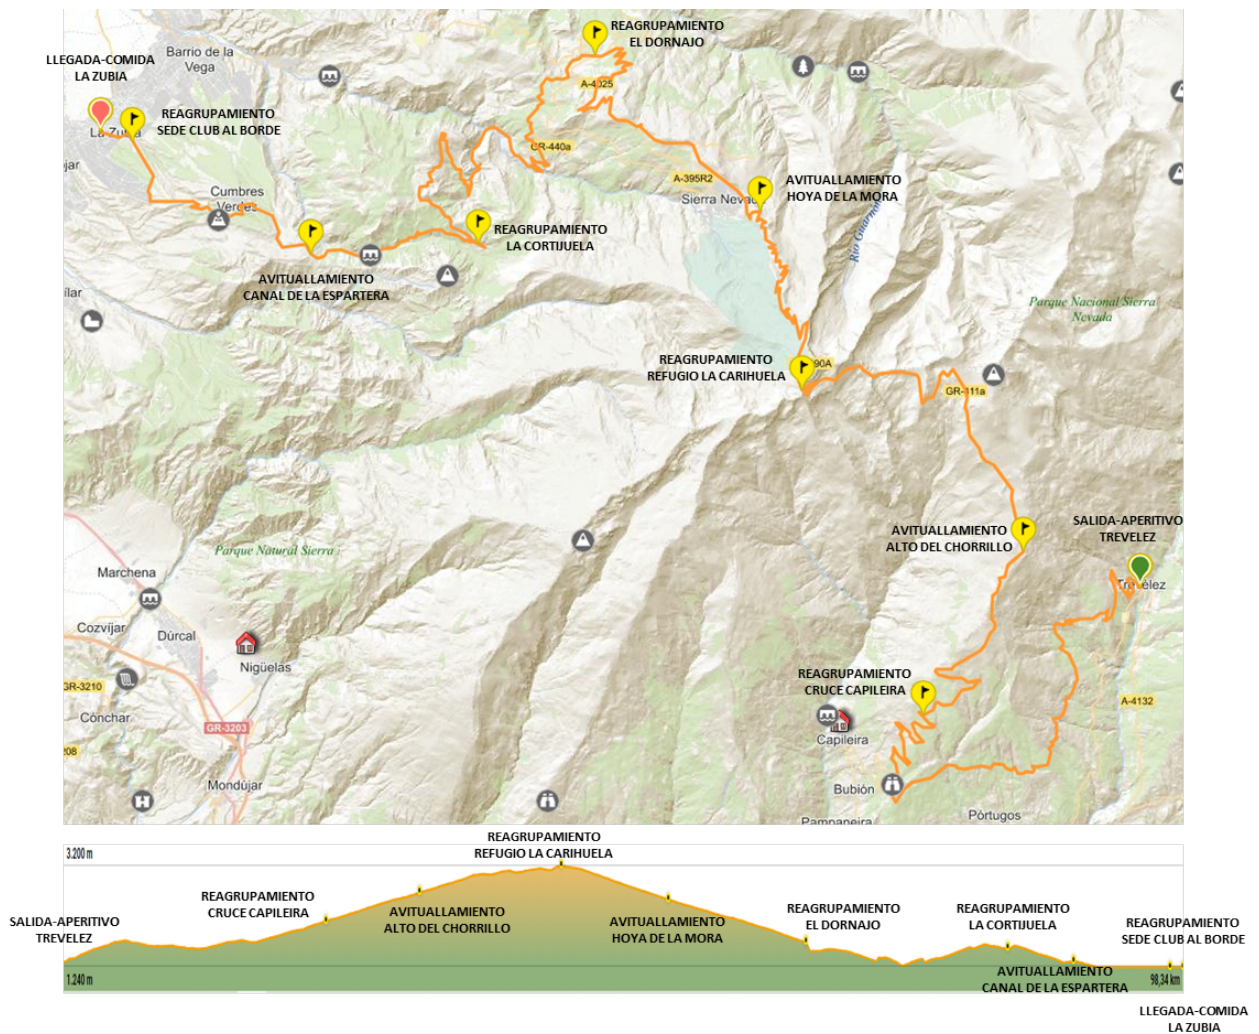 REAGRUPAMIENTO
EL DORNAJO
Barrio de la
Vega
LLEGADA-COMIDA
LA ZUBIA
A-4025
REAGRUPAMIENTO
SEDE CLUB AL BORDE
La Zubia
GR-440a
jar
A-395R2
AVITUALLAMIENTO
HOYA DE LA MORA
Cumbres
Verdes
Sierra Nevada
REAGRUPAMIENTO
LA CORTIJUELA
AVITUALLAMIENTO
CANAL DE LA ESPARTERA
ílar
Parque Nacional Sierra
Nevada
REAGRUPAMIENTO
REFUGIO LA CARIHUELA
90A
GR-411a
AVITUALLAMIENTO
ALTO DEL CHORRILLO
SALIDA-APERITIVO
TREVELEZ
Parque Natural Sierra
Marchena
Trevélez
Cozvíjar
Dúrcal
Nigüelas
REAGRUPAMIENTO
CRUCE CAPILEIRA
GR-3210
A-4132
Cónchar
GR-3203
Capileira
208
Mondújar
Bubión
Pampaneira
Pórtugos
REAGRUPAMIENTO
REFUGIO LA CARIHUELA
3.200 m
REAGRUPAMIENTO
CRUCE CAPILEIRA
AVITUALLAMIENTO
ALTO DEL CHORRILLO
AVITUALLAMIENTO
HOYA DE LA MORA
REAGRUPAMIENTO
EL DORNAJO
REAGRUPAMIENTO
LA CORTIJUELA
SALIDA-APERITIVO
TREVELEZ
REAGRUPAMIENTO
SEDE CLUB AL BORDE
1.240 m
AVITUALLAMIENTO
CANAL DE LA ESPARTERA
98,34 km
LLEGADA-COMIDA
LA ZUBIA